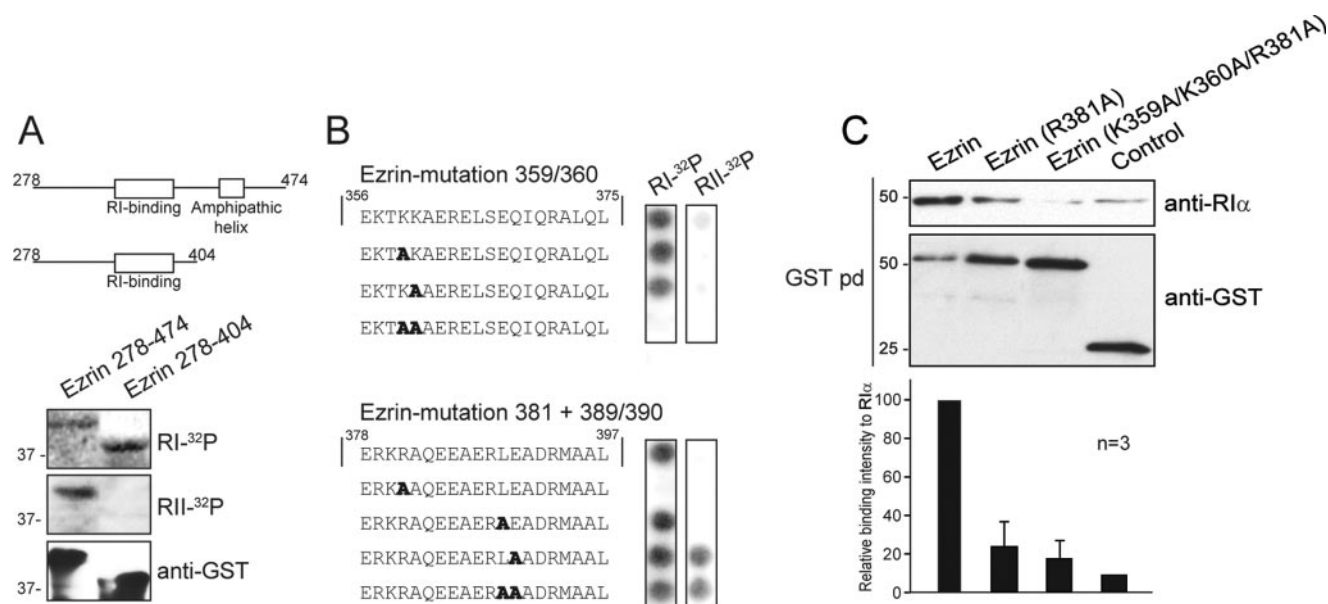 A
278
474
RI-binding
Amphipathic
helix
278
404
RI-binding
Ezrin 278-474
Ezrin 278-404
37 -
RI-³²P
37-
RII-³²P
37-
anti-GST
B
Ezrin-mutation 359/360
RI-³²P
RII-³²P
356
375
EKTKKAERELSEQIQRALQL
EKTAKAERELSEQIQRALQL
EKTKAAERELSEQIQRALQL
EKTAAAERELSEQIQRALQL
Ezrin-mutation 381 + 389/390
378
397
ERKRAQEEAERLEADRMAAL
ERKAAQEEAERLEADRMAAL
ERKRAQEEAERAEADRMAAL
ERKRAQEEAERLAADRMAAL
ERKRAQEEAERAAADRMAAL
C
Ezrin
Ezrin (R381A)
Ezrin (K359A/K360A/R381A)
Control
50 -
anti-RIα
GST pd
50 -
anti-GST
25 -
Relative binding intensity to RIα
100
80
60
40
20
0
n=3